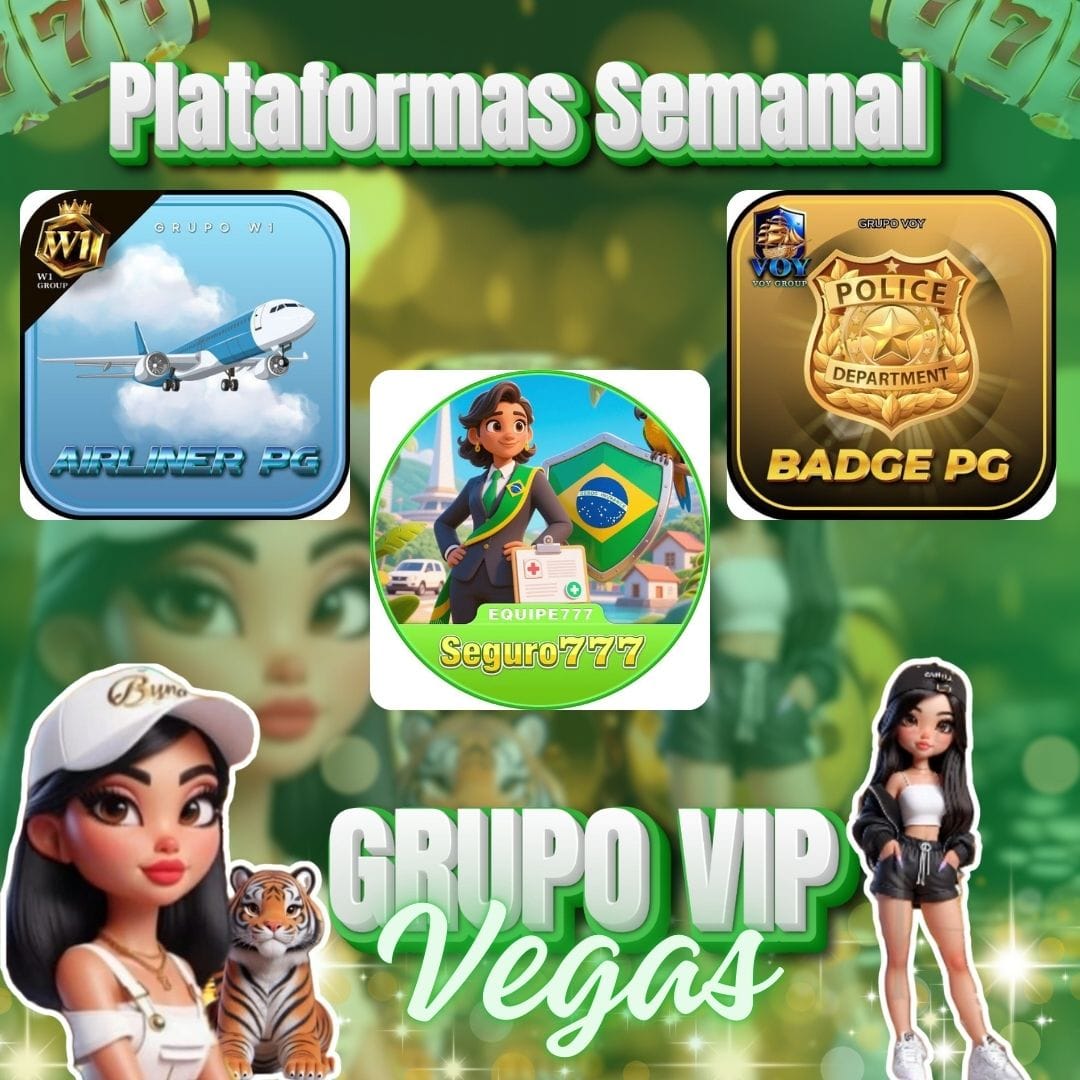 Plataformas Semanal
W1
W1
GROUP
GRUPO W1
AIRLINER PG
VOY
VOY GROUP
GRUPO VOY
POLICE
DEPARTMENT
BADGE PG
EQUIPE777
Seguro777
GRUPO VIP
Vegas
777